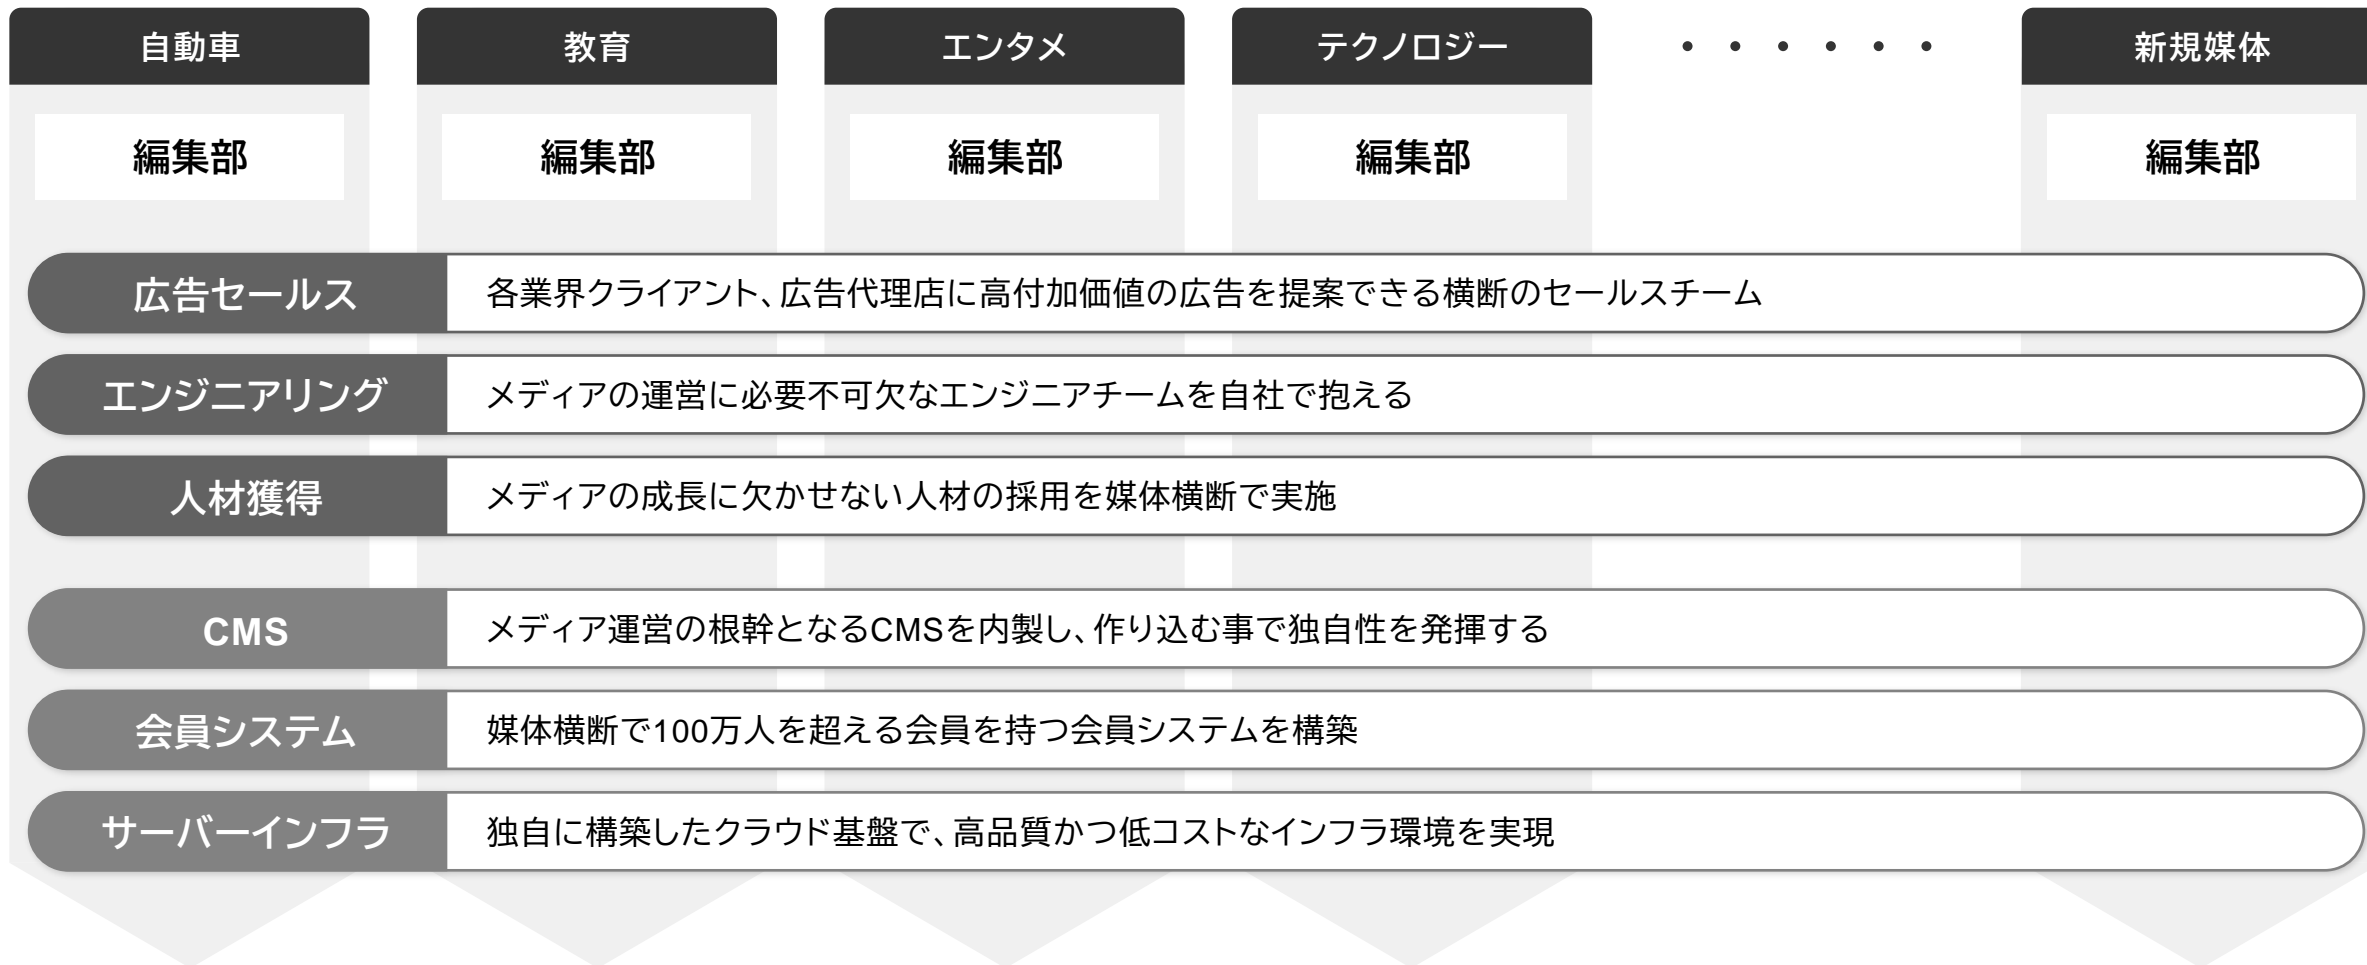 自動車
教育
エンタメ
テクノロジー
・・・・・・
新規媒体
編集部
編集部
編集部
編集部
編集部
広告セールス
各業界クライアント、広告代理店に高付加価値の広告を提案できる横断のセールスチーム
エンジニアリング
メディアの運営に必要不可欠なエンジニアチームを自社で抱える
人材獲得
メディアの成長に欠かせない人材の採用を媒体横断で実施
CMS
メディア運営の根幹となるCMSを内製し、作り込む事で独自性を発揮する
会員システム
媒体横断で100万人を超える会員を持つ会員システムを構築
サーバーインフラ
独自に構築したクラウド基盤で、高品質かつ低コストなインフラ環境を実現